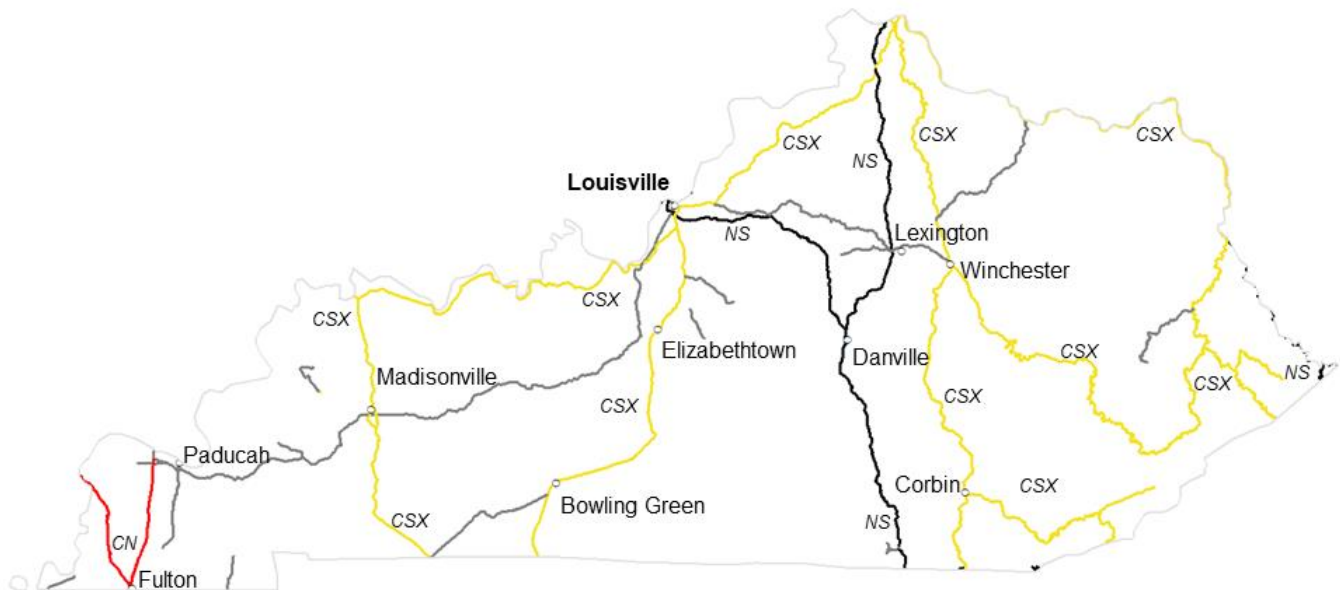 CSX
CSX
CSX
NS
Louisville
NS
Lexington
Winchester
CSX
CSX
Elizabethtown
Danville
CSX
NS
CSX
Madisonville
CSX
CSX
Paducah
Corbin
CSX
Bowling Green
CSX
NS
CN
Fulton